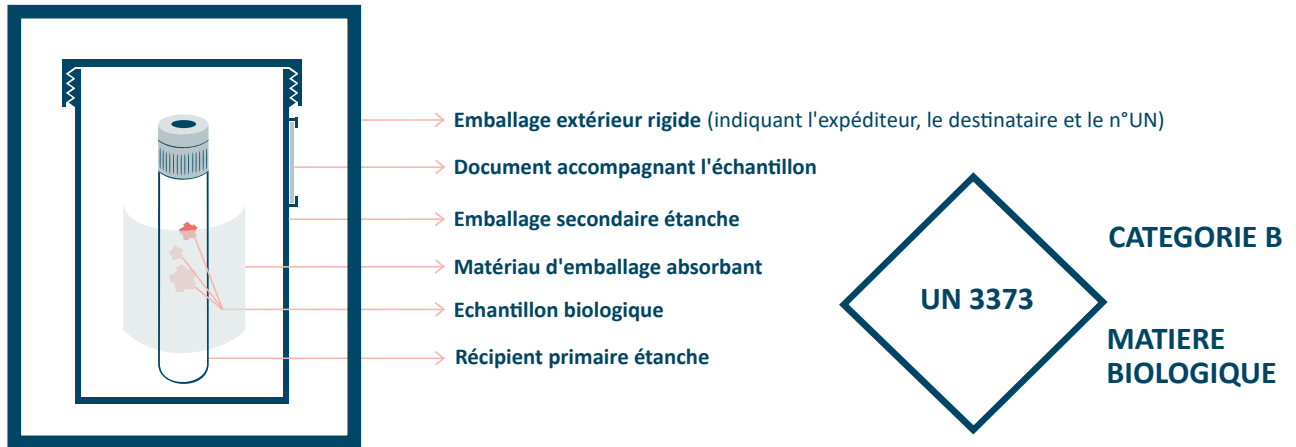 Emballage extérieur rigide (indiquant l'expéditeur, le destinataire et le n°UN)
Document accompagnant l'échantillon
Emballage secondaire étanche
Matériau d'emballage absorbant
Echantillon biologique
Récipient primaire étanche
UN 3373
CATEGORIE B
MATIERE
BIOLOGIQUE